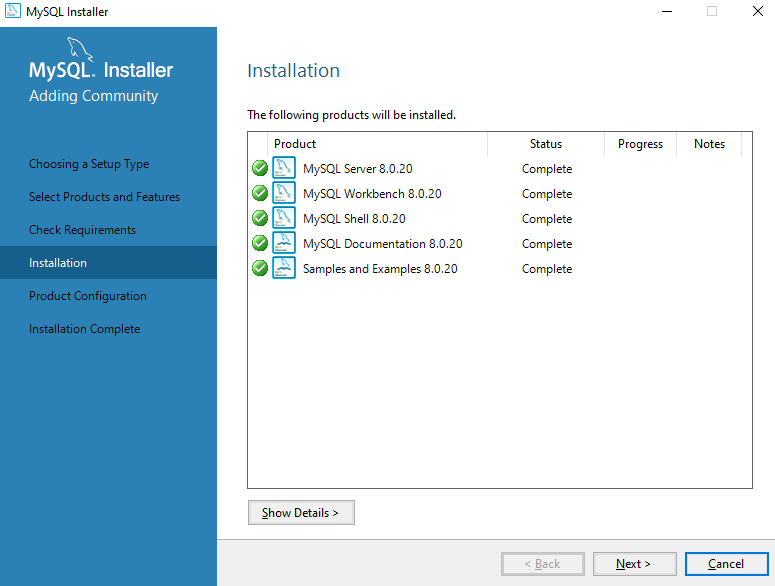 MySQL Installer
MySQL. Installer
Adding Community
Choosing a Setup Type
Select Products and Features
Check Requirements
Installation
Product Configuration
Installation Complete
Installation
The following products will be installed.
Product Status Progress Notes
MySQL Server 8.0.20 Complete
MySQL Workbench 8.0.20 Complete
MySQL Shell 8.0.20 Complete
MySQL Documentation 8.0.20 Complete
Samples and Examples 8.0.20 Complete
Show Details >
< Back Next > Cancel